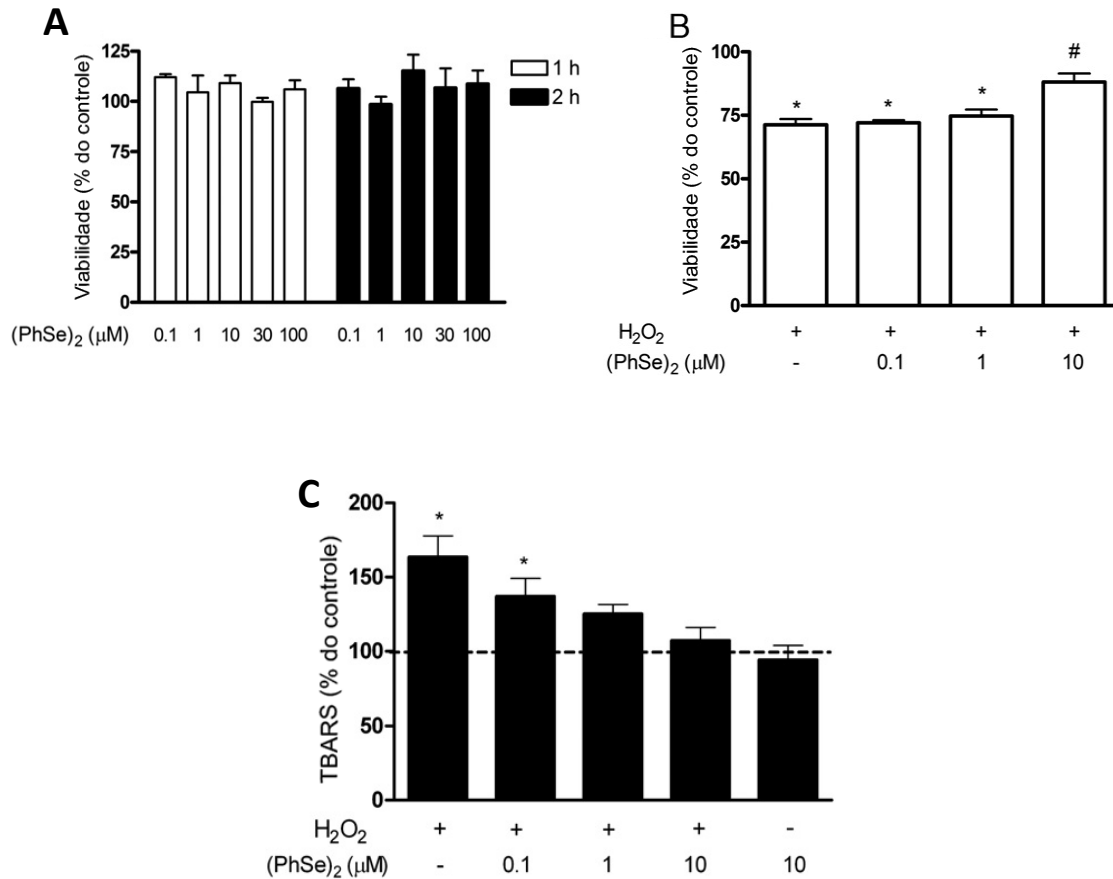 A
Viabilidade (% do controle)
125
100
75
50
25
0
1 h
2 h
(PhSe)2 (μM) 0.1 1 10 30 100 0.1 1 10 30 100
B
Viabilidade (% do controle)
100
75
50
25
0
* * * #
H2O2 + + + +
(PhSe)2 (μM) - 0.1 1 10
C
TBARS (% do controle)
200
150
100
50
0
* *
H2O2 + + + + -
(PhSe)2 (μM) - 0.1 1 10 10